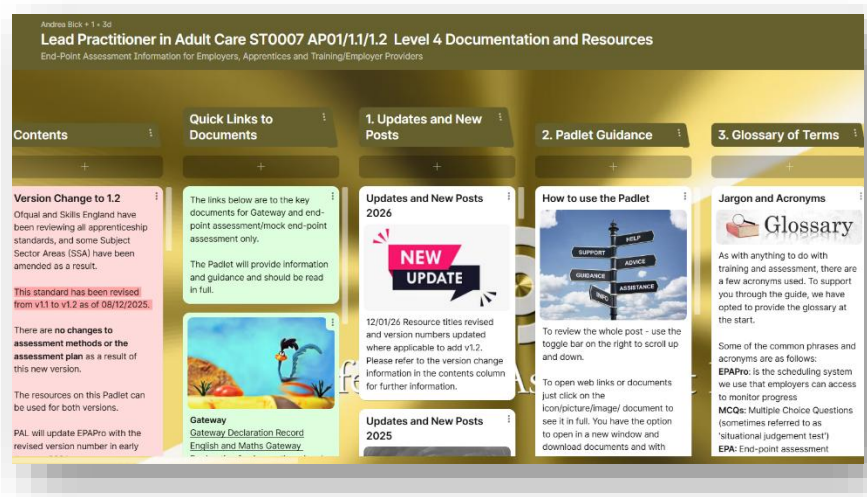 Andrea Bick + 1 • 3d
Lead Practitioner in Adult Care ST0007 AP01/1.1/1.2 Level 4 Documentation and Resources
End-Point Assessment Information for Employers, Apprentices and Training/Employer Providers
Contents
Version Change to 1.2
Ofqual and Skills England have
been reviewing all apprenticeship
standards, and some Subject
Sector Areas (SSA) have been
amended as a result.
This standard has been revised
from v1.1 to v1.2 as of 08/12/2025.
There are no changes to
assessment methods or the
assessment plan as a result of
this new version.
The resources on this Padlet can
be used for both versions.
PAL will update EPAPro with the
revised version number in early
Quick Links to
Documents
The links below are to the key
documents for Gateway and end-
point assessment/mock end-point
assessment only.
The Padlet will provide information
and guidance and should be read
in full.
Gateway
Gateway Declaration Record
English and Maths Gateway
1. Updates and New
Posts
Updates and New Posts
2026
NEW
UPDATE
12/01/26 Resource titles revised
and version numbers updated
where applicable to add v1.2.
Please refer to the version change
information in the contents column
for further information.
Updates and New Posts
2025
2. Padlet Guidance
How to use the Padlet
HELP
SUPPORT
ADVICE
GUIDANCE
ASSISTANCE
INFO
To review the whole post - use the
toggle bar on the right to scroll up
and down.
To open web links or documents
just click on the
icon/picture/image/ document to
see it in full. You have the option
to open in a new window and
download documents and with
3. Glossary of Terms
Jargon and Acronyms
Glossary
As with anything to do with
training and assessment, there are
a few acronyms used. To support
you through the guide, we have
opted to provide the glossary at
the start.
Some of the common phrases and
acronyms are as follows:
EPAPro: is the scheduling system
we use that employers can access
to monitor progress
MCQs: Multiple Choice Questions
(sometimes referred to as
'situational judgement test')
EPA: End-point assessment